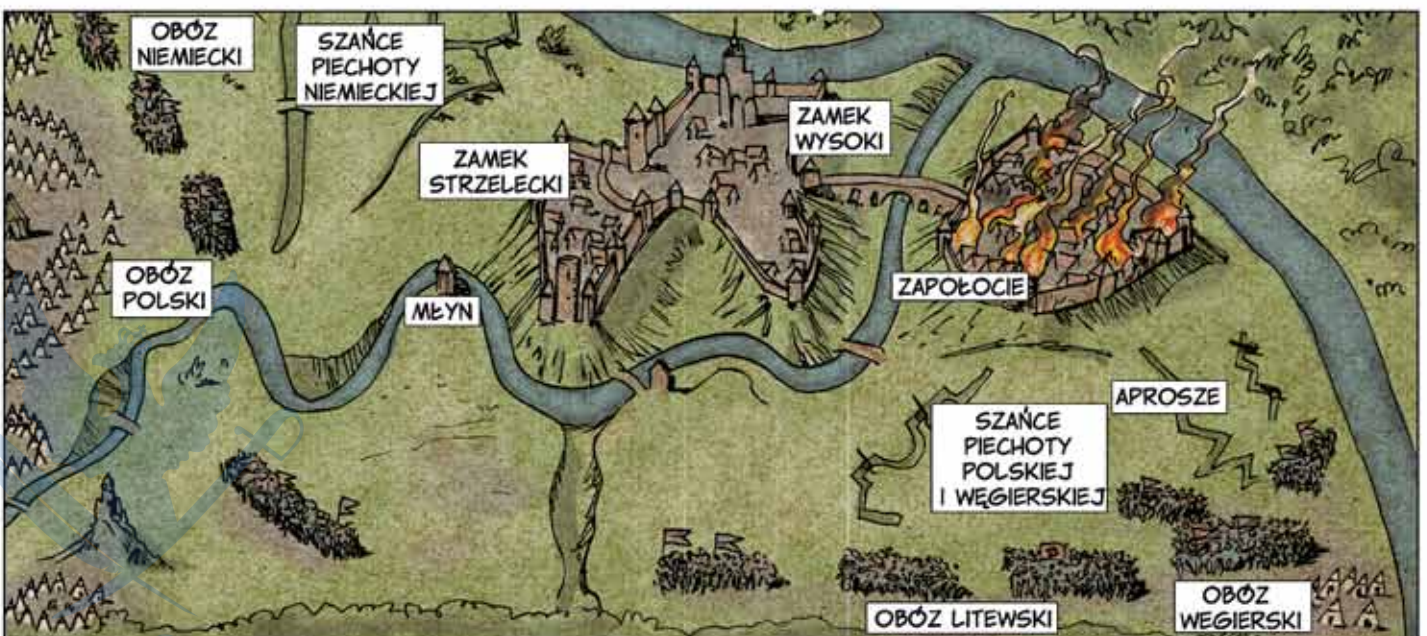 OBÓZ
NIEMIECKI
SZAŃCE
PIECHOTY
NIEMIECKIEJ
ZAMEK
WYSOKI
ZAMEK
STRZELECKI
OBÓZ
POLSKI
MŁYN
ZAPOŁOCIE
APROSZE
SZAŃCE
PIECHOTY
POLSKIEJ
I WĘGIERSKIEJ
OBÓZ LITEWSKI
OBÓZ
WĘGIERSKI